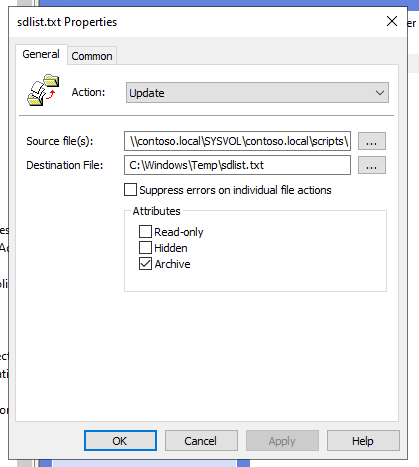 sdlist.txt Properties
General
Common
Action:
Update
Source file(s):
\\contoso.local\SYSVOL\contoso.local\scripts\
...
Destination File:
C:\Windows\Temp\sdlist.txt
...
Suppress errors on individual file actions
Attributes
Read-only
Hidden
Archive
OK
Cancel
Apply
Help